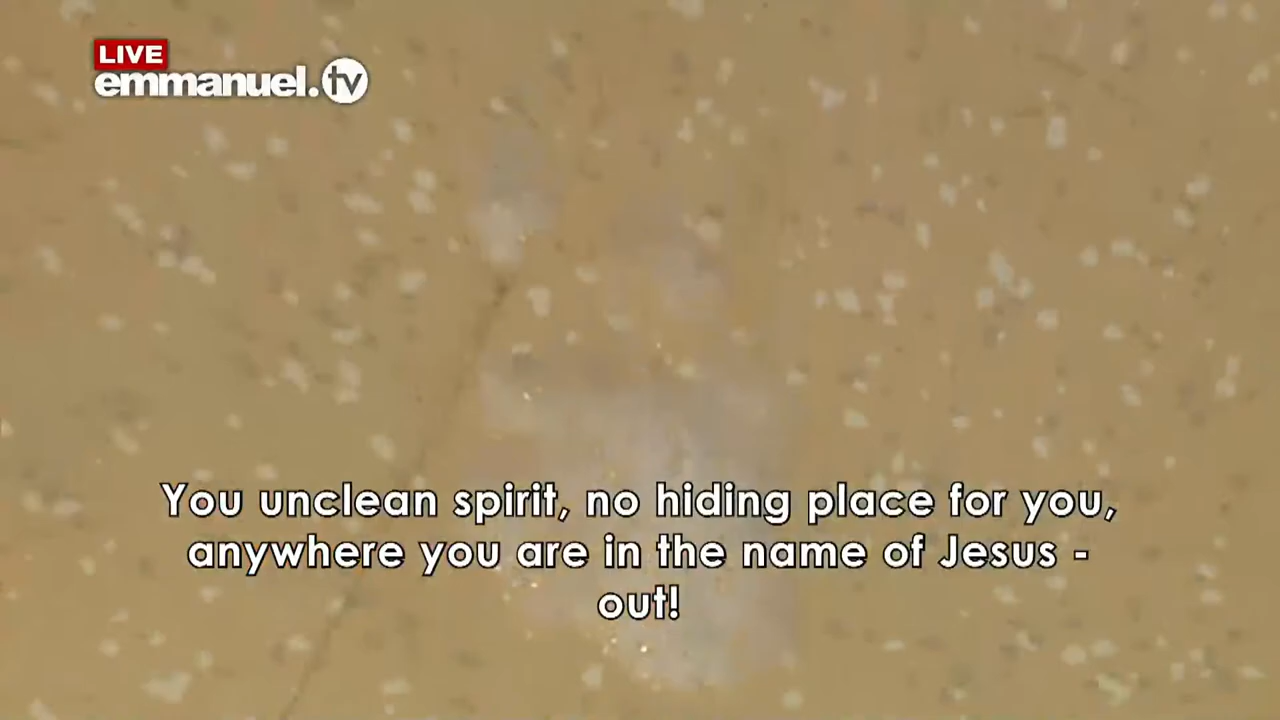 LIVE
emmanuel.tv
You unclean spirit, no hiding place for you,
anywhere you are in the name of Jesus -
out!